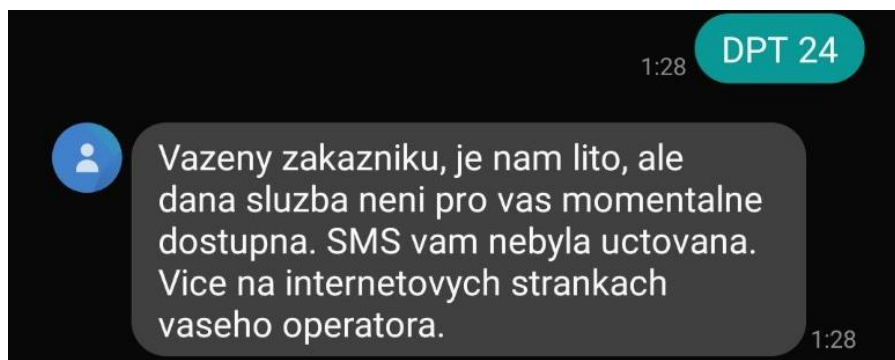 DPT 24
1:28
Vazeny zakazniku, je nam lito, ale
dana sluzba neni pro vas momentalne
dostupna. SMS vam nebyla uctovana.
Vice na internetovych strankach
vaseho operatora.
1:28